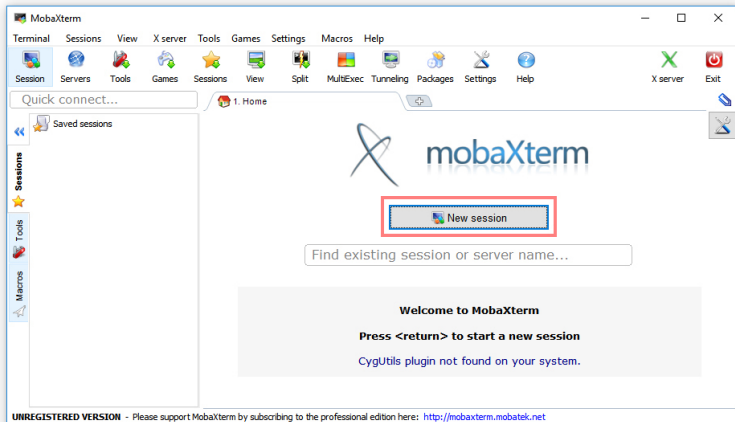 MobaXterm
Terminal Sessions View X server Tools Games Settings Macros Help
Session Servers Tools Games Sessions View Split MultiExec Tunneling Packages Settings Help X server Exit
Quick connect...
1. Home
Saved sessions
Sessions
Tools
Macros
mobaXterm
New session
Find existing session or server name...
Welcome to MobaXterm
Press <return> to start a new session
CygUtils plugin not found on your system.
UNREGISTERED VERSION - Please support MobaXterm by subscribing to the professional edition here: http://mobaxterm.mobatek.net